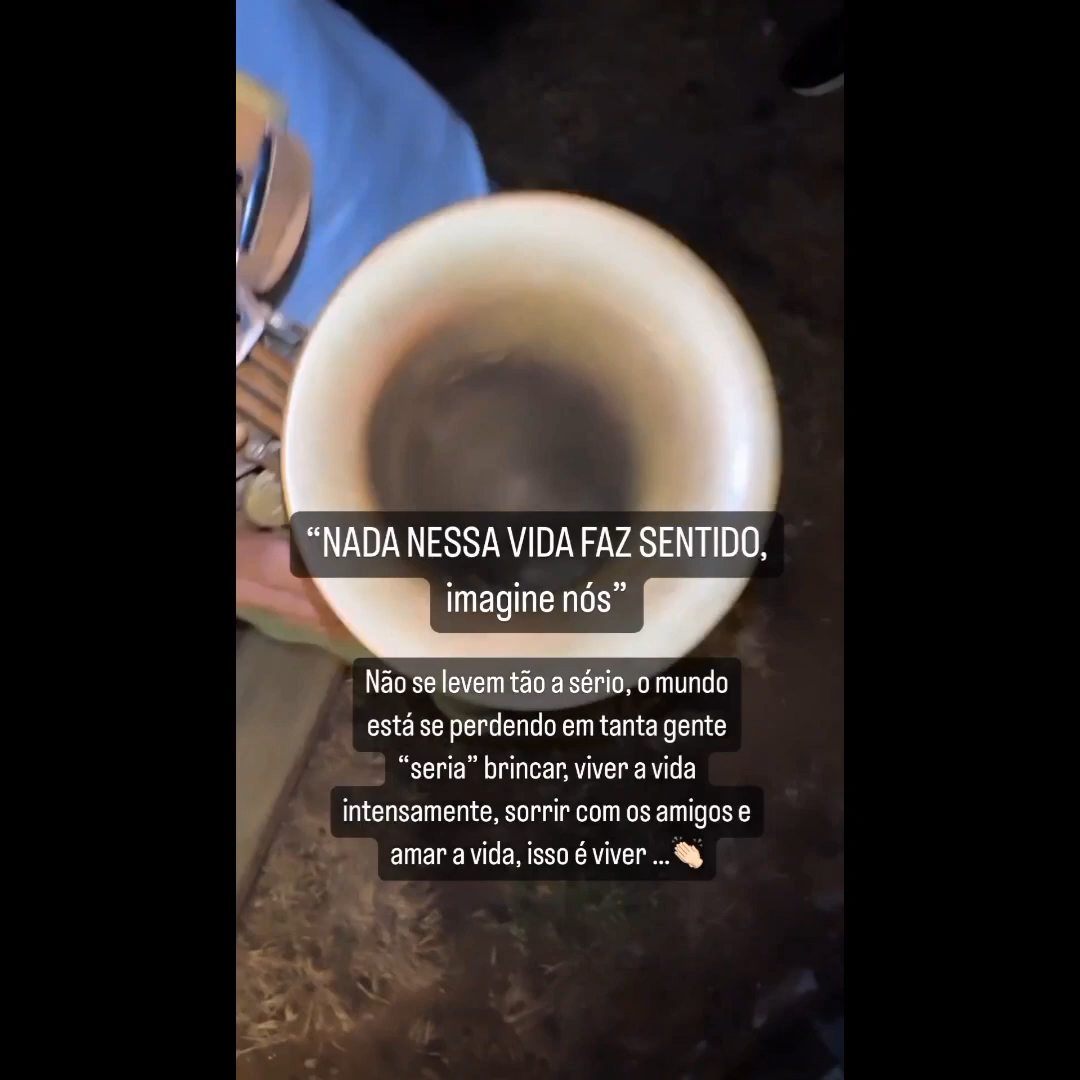 “NADA NESSA VIDA FAZ SENTIDO,
imagine nós”
Não se levem tão a sério, o mundo
está se perdendo em tanta gente
“seria” brincar, viver a vida
intensamente, sorrir com os amigos e
amar a vida, isso é viver ...👏🏻